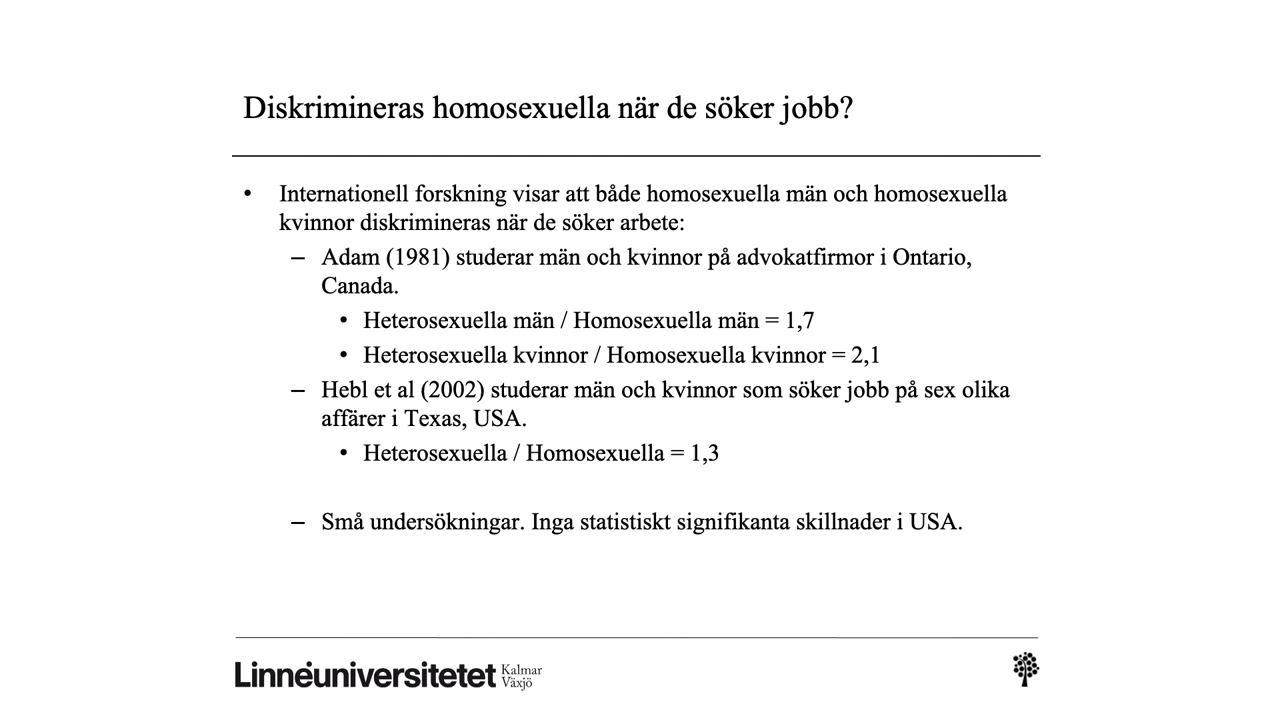 Diskrimineras homosexuella när de söker jobb?
• Internationell forskning visar att både homosexuella män och homosexuella
kvinnor diskrimineras när de söker arbete:
– Adam (1981) studerar män och kvinnor på advokatfirmor i Ontario,
Canada.
• Heterosexuella män / Homosexuella män = 1,7
• Heterosexuella kvinnor / Homosexuella kvinnor = 2,1
– Hebl et al (2002) studerar män och kvinnor som söker jobb på sex olika
affärer i Texas, USA.
• Heterosexuella / Homosexuella = 1,3
– Små undersökningar. Inga statistiskt signifikanta skillnader i USA.
Linnéuniversitetet Kalmar
Växjö